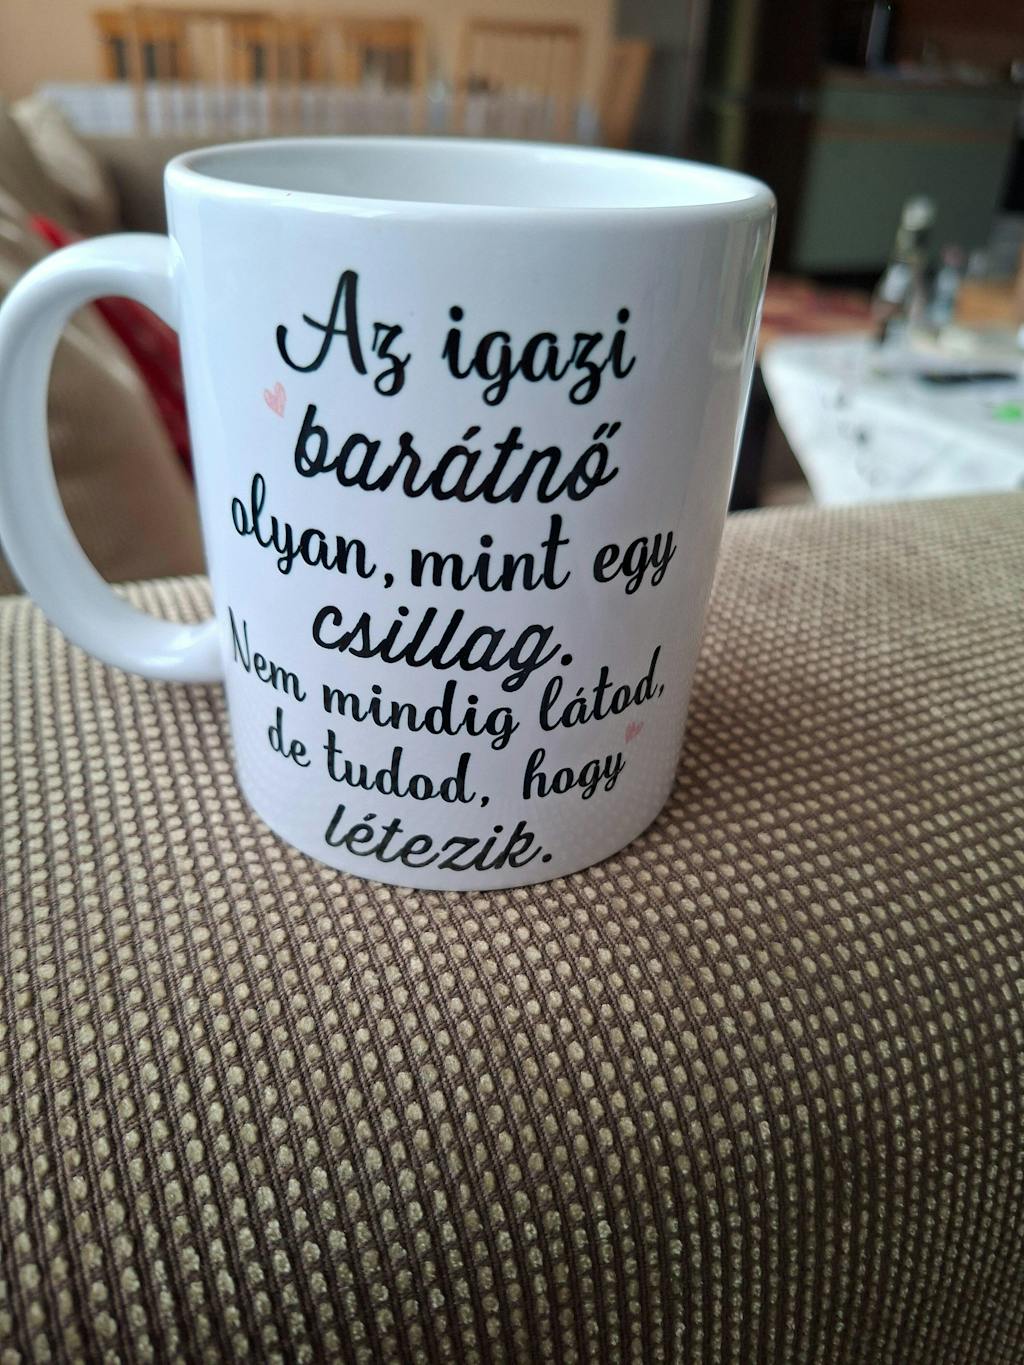 Az igazi
barátnő
olyan, mint egy
csillag.
Nem mindig látod,
de tudod, hogy
létezik.